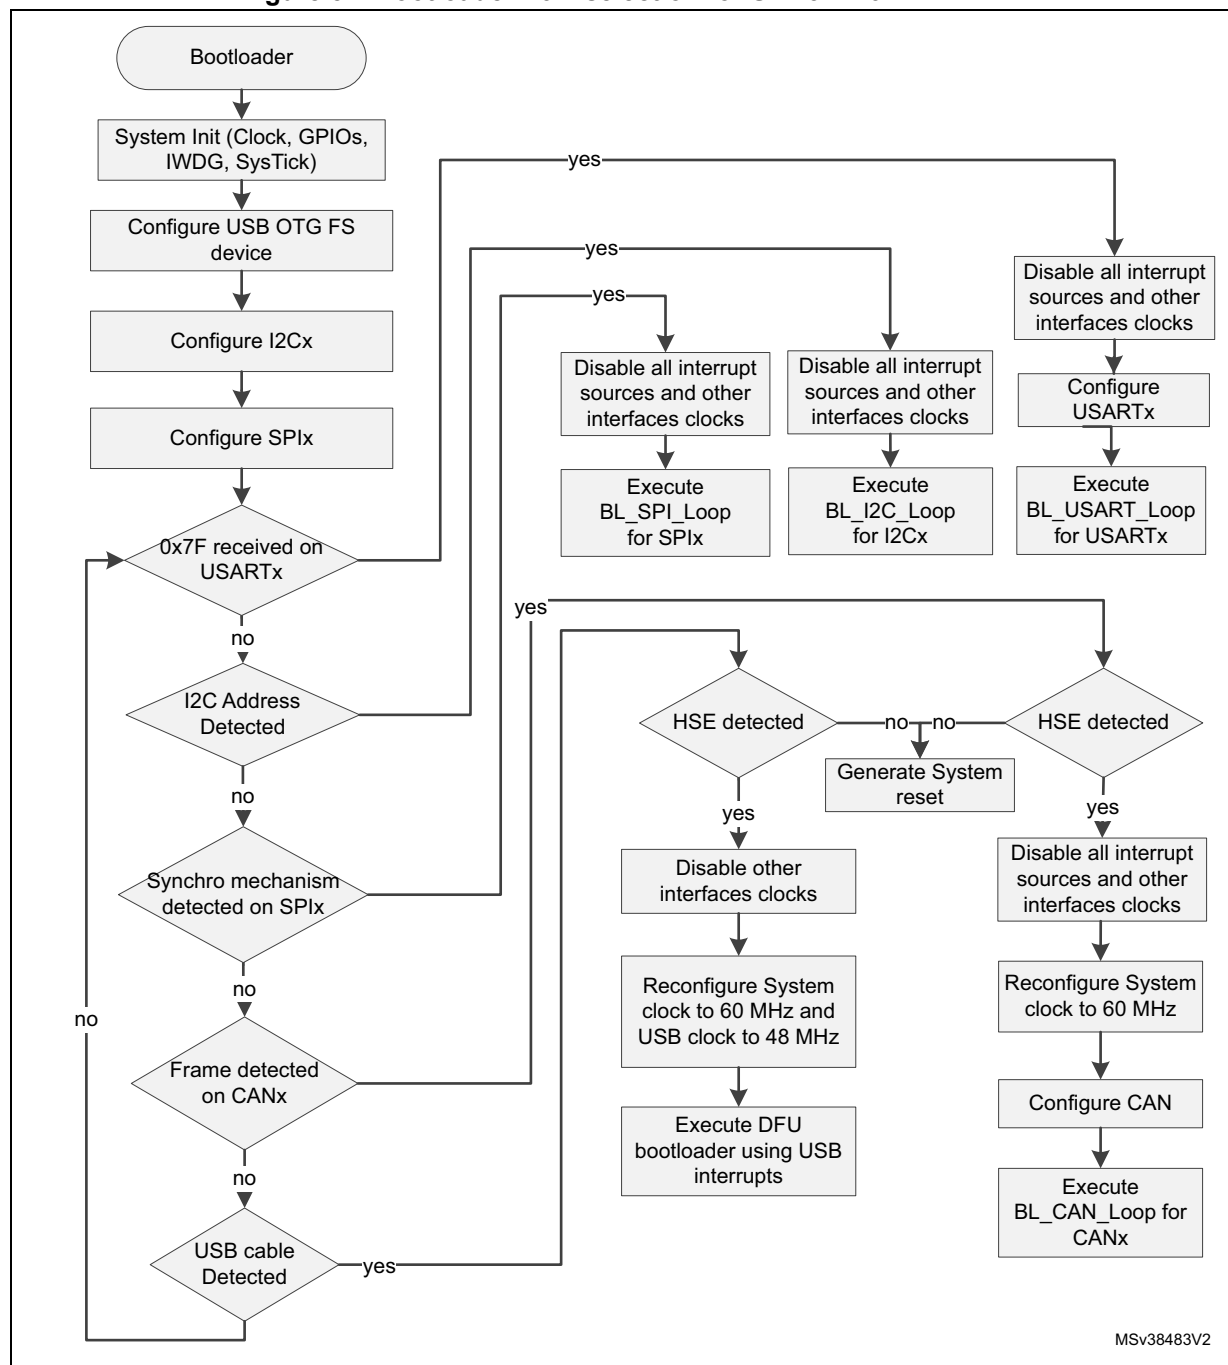 Bootloader
System Init (Clock, GPIOs,
IWDG, SysTick)
yes
Configure USB OTG FS
device
yes
Disable all interrupt
sources and other
interfaces clocks
yes
Configure I2Cx
Disable all interrupt
sources and other
interfaces clocks
Disable all interrupt
sources and other
interfaces clocks
Configure
USARTx
Configure SPIx
Execute
BL_SPI_Loop
for SPIx
Execute
BL_I2C_Loop
for I2Cx
Execute
BL_USART_Loop
for USARTx
0x7F received on
USARTx
yes
no
I2C Address
Detected
HSE detected
no
no
HSE detected
Generate System
reset
no
yes
yes
Synchro mechanism
detected on SPIx
Disable other
interfaces clocks
Disable all interrupt
sources and other
interfaces clocks
no
Reconfigure System
clock to 60 MHz and
USB clock to 48 MHz
Reconfigure System
clock to 60 MHz
no
Frame detected
on CANx
Configure CAN
Execute DFU
bootloader using USB
interrupts
no
Execute
BL_CAN_Loop for
CANx
USB cable
Detected
yes
MSv38483V2